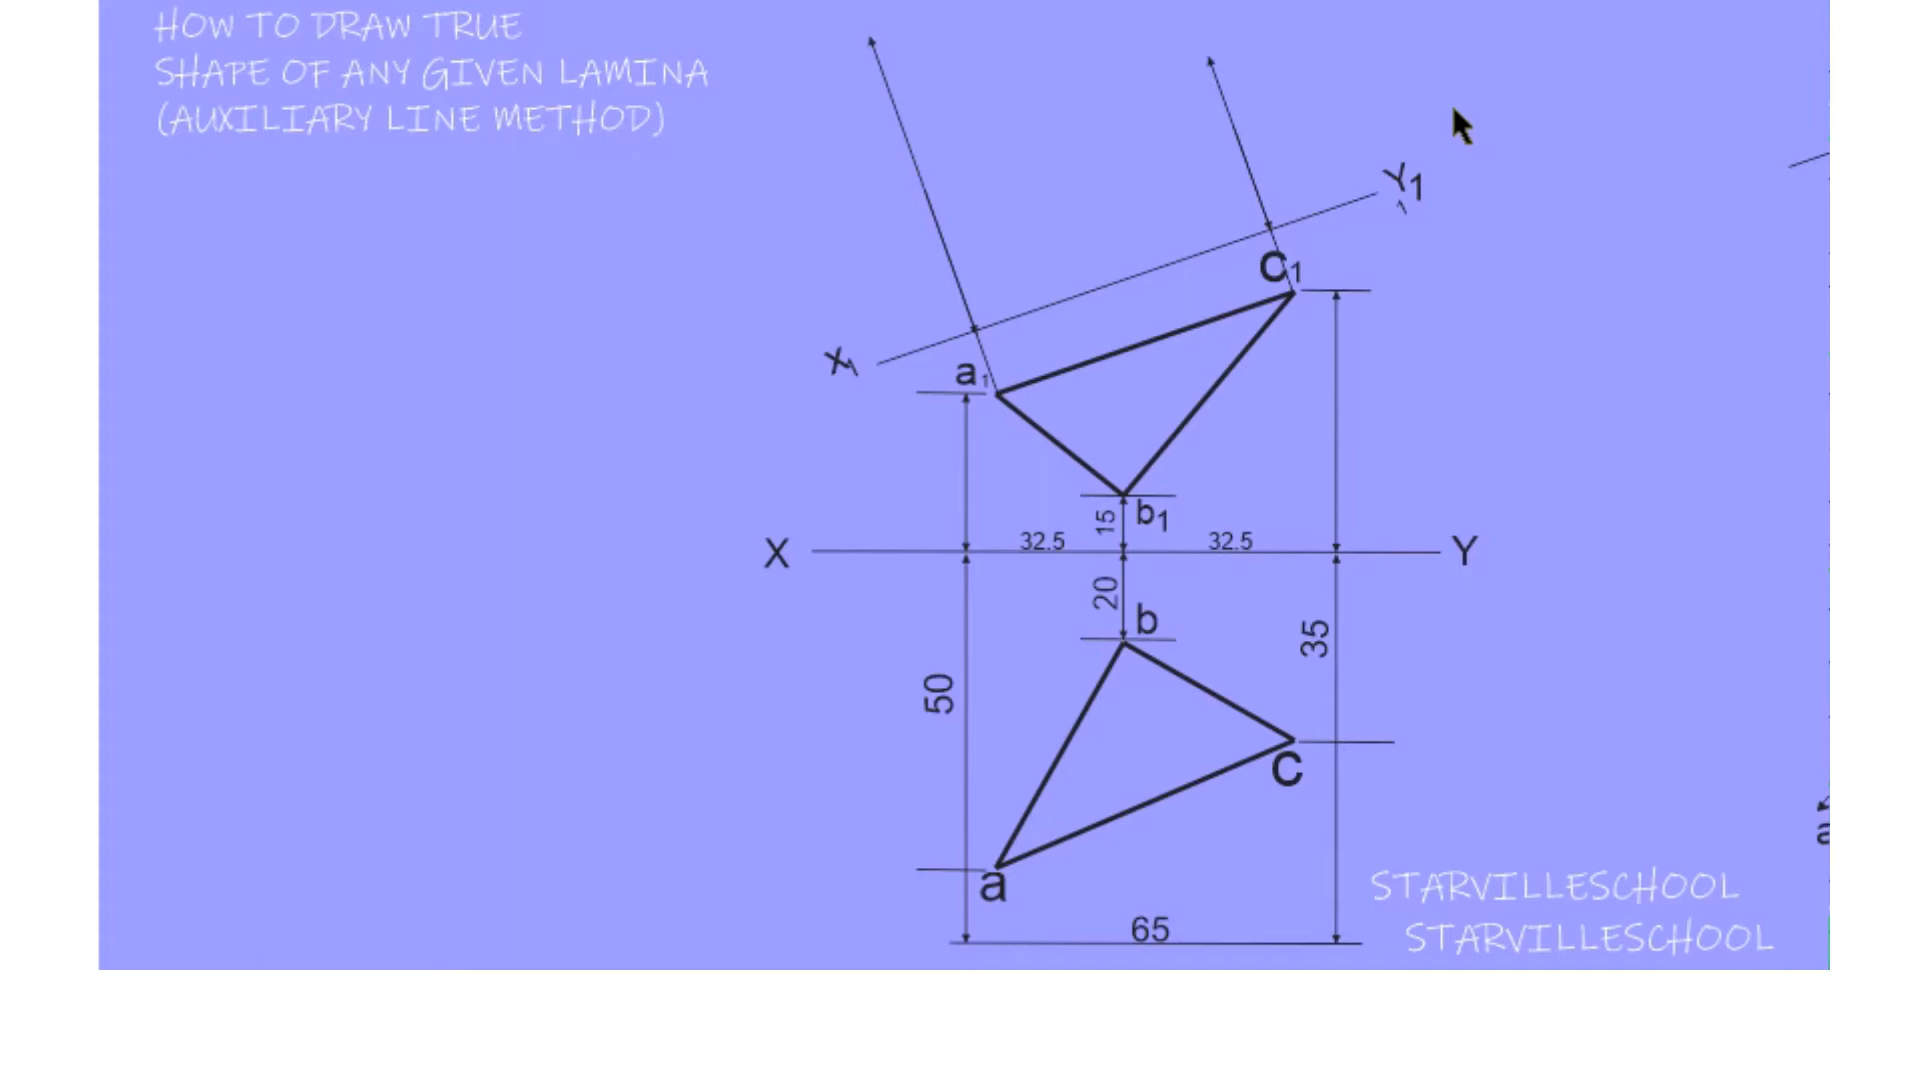 HOW TO DRAW TRUE
SHAPE OF ANY GIVEN LAMINA
(AUXILIARY LINE METHOD)
Y1
1
C1
X1
a1
15
b1
32.5
32.5
X
Y
20
b
35
50
C
a
a
65
STARVILLESCHOOL
STARVILLESCHOOL